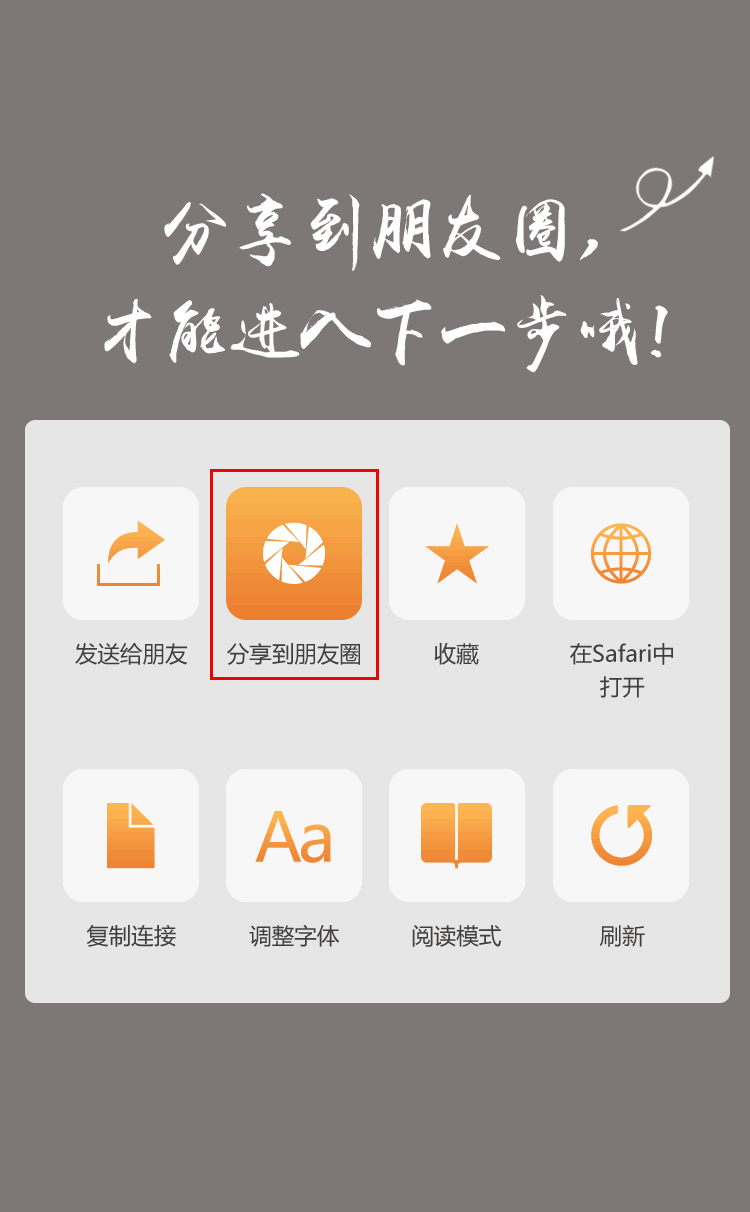 分享到朋友圈，
才能进入下一步哦！
发送给朋友
分享到朋友圈
收藏
在Safari中
打开
Aa
复制连接
调整字体
阅读模式
刷新